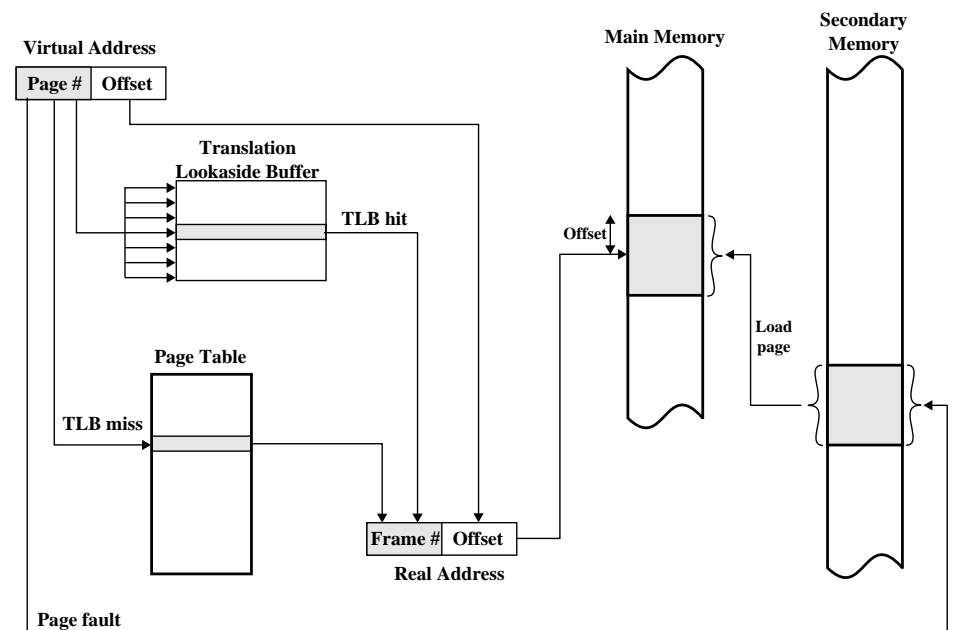 Secondary
Memory
Main Memory
Virtual Address
Page # Offset
Translation
Lookaside Buffer
TLB hit
Offset
Load
page
Page Table
TLB miss
Frame # Offset
Real Address
Page fault